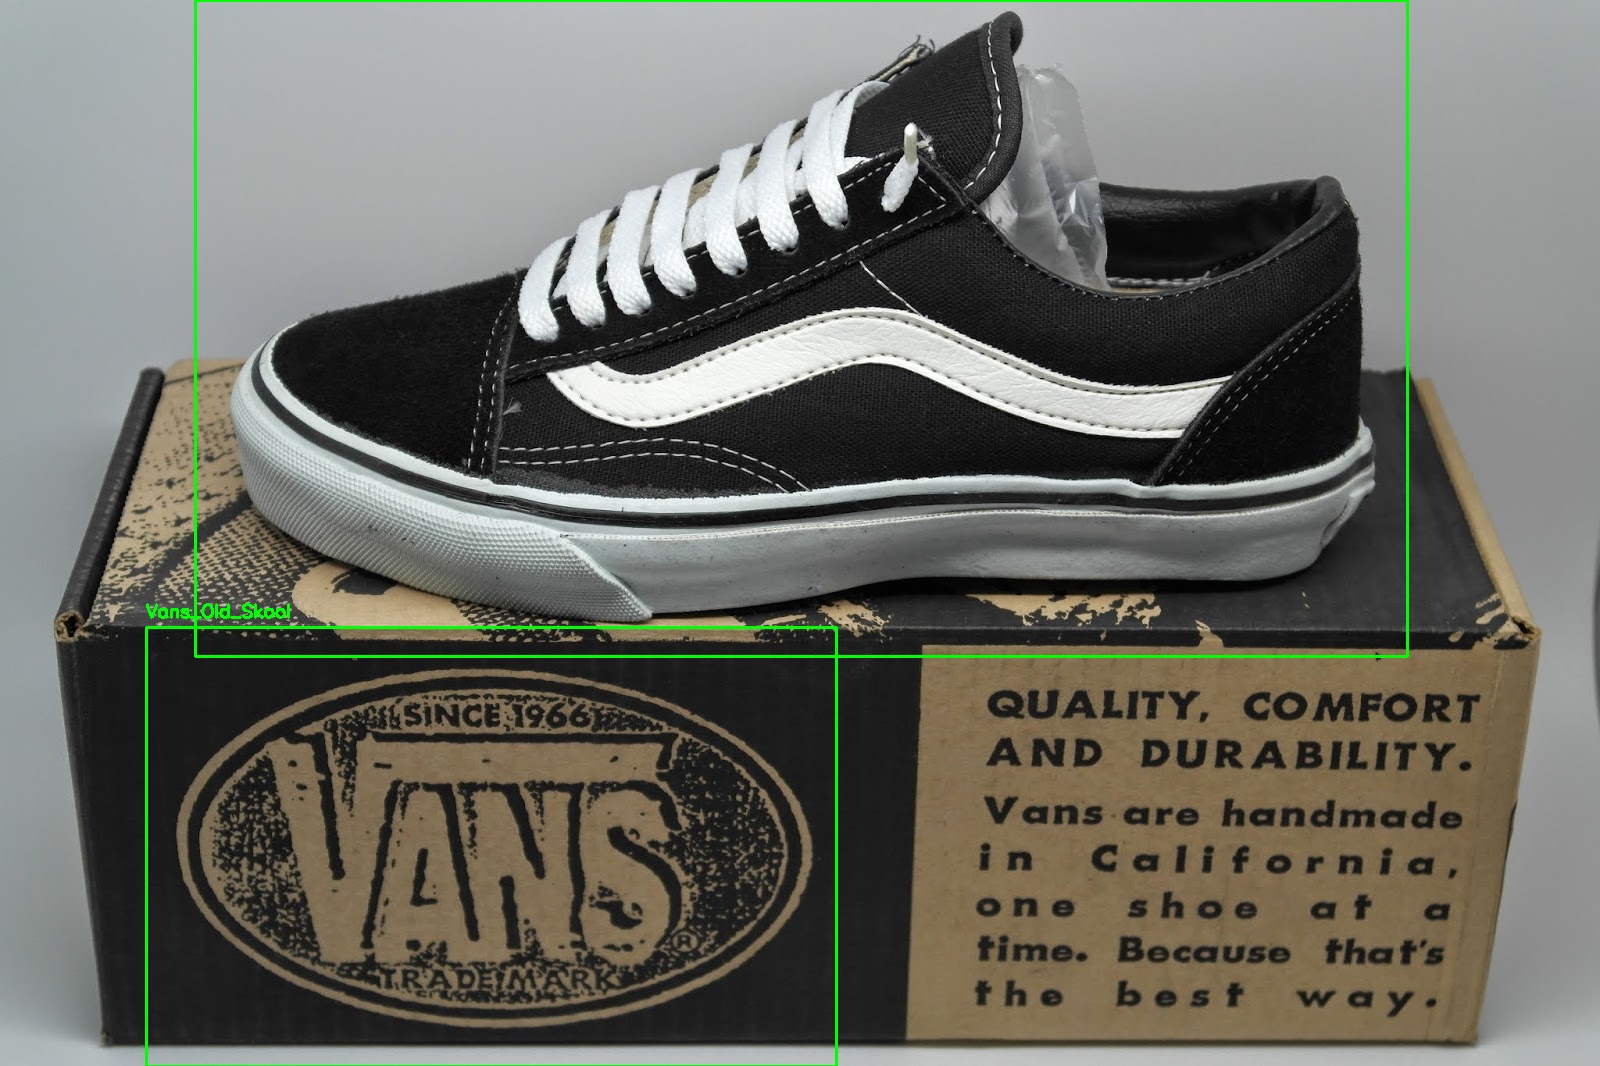 Vans_Old_Skool
SINCE 1966
VANS
®
TRADEMARK
QUALITY, COMFORT
AND DURABILITY.
Vans are handmade
in California,
one shoe at a
time. Because that's
the best way.